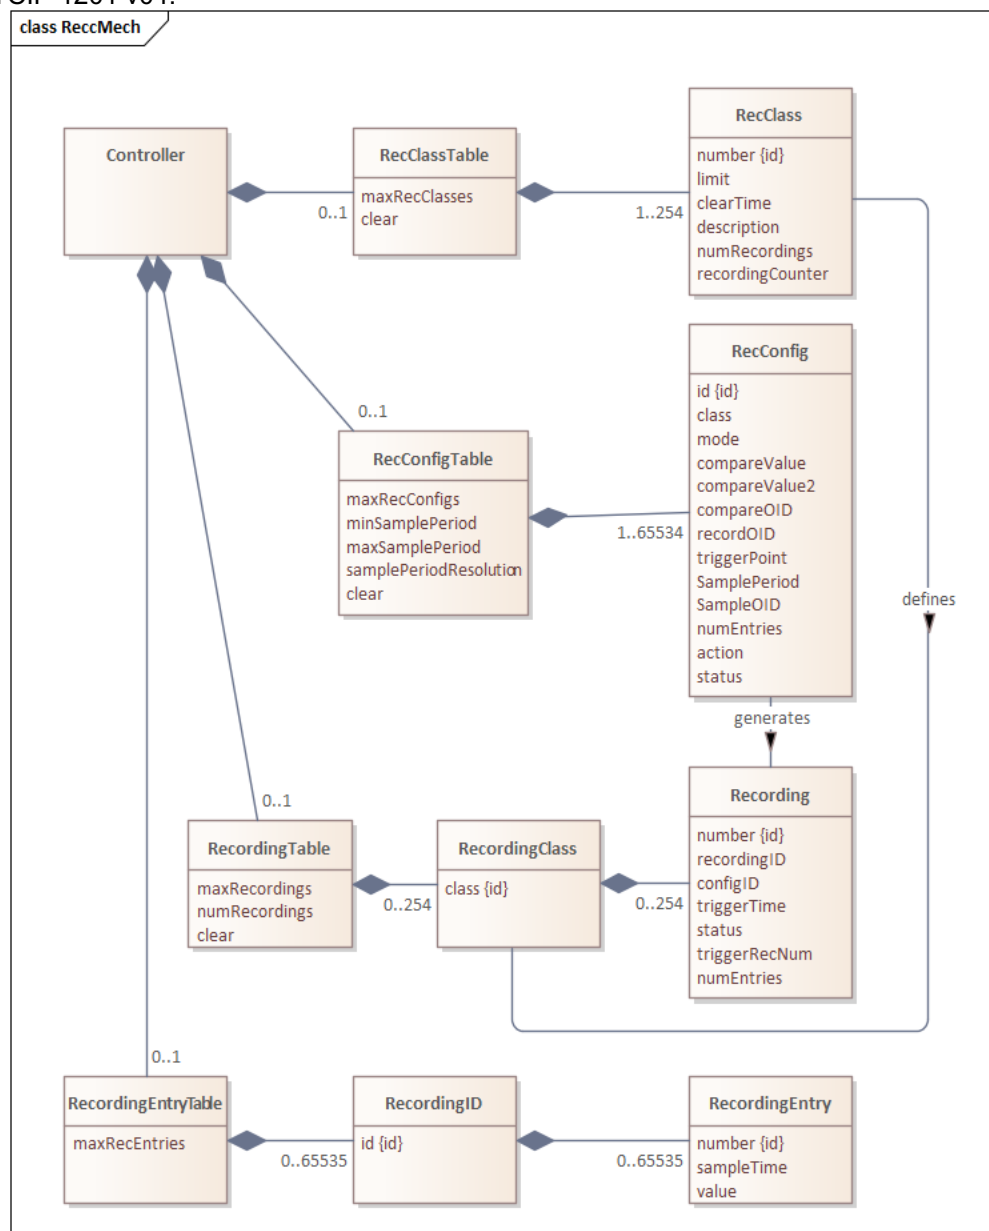 class ReccMech
Controller
RecClassTable
maxRecClasses
clear
0..1
RecClass
number {id}
limit
clearTime
description
numRecordings
recordingCounter
1..254
RecConfig
id {id}
class
mode
compareValue
compareValue2
compareOID
recordOID
triggerPoint
SamplePeriod
SampleOID
numEntries
action
status
0..1
RecConfigTable
maxRecConfigs
minSamplePeriod
maxSamplePeriod
samplePeriodResolution
clear
1..65534
defines
generates
0..1
RecordingTable
maxRecordings
numRecordings
clear
0..254
RecordingClass
class {id}
0..254
Recording
number {id}
recordingID
configID
triggerTime
status
triggerRecNum
numEntries
0..1
RecordingEntryTable
maxRecEntries
0..65535
RecordingID
id {id}
0..65535
RecordingEntry
number {id}
sampleTime
value